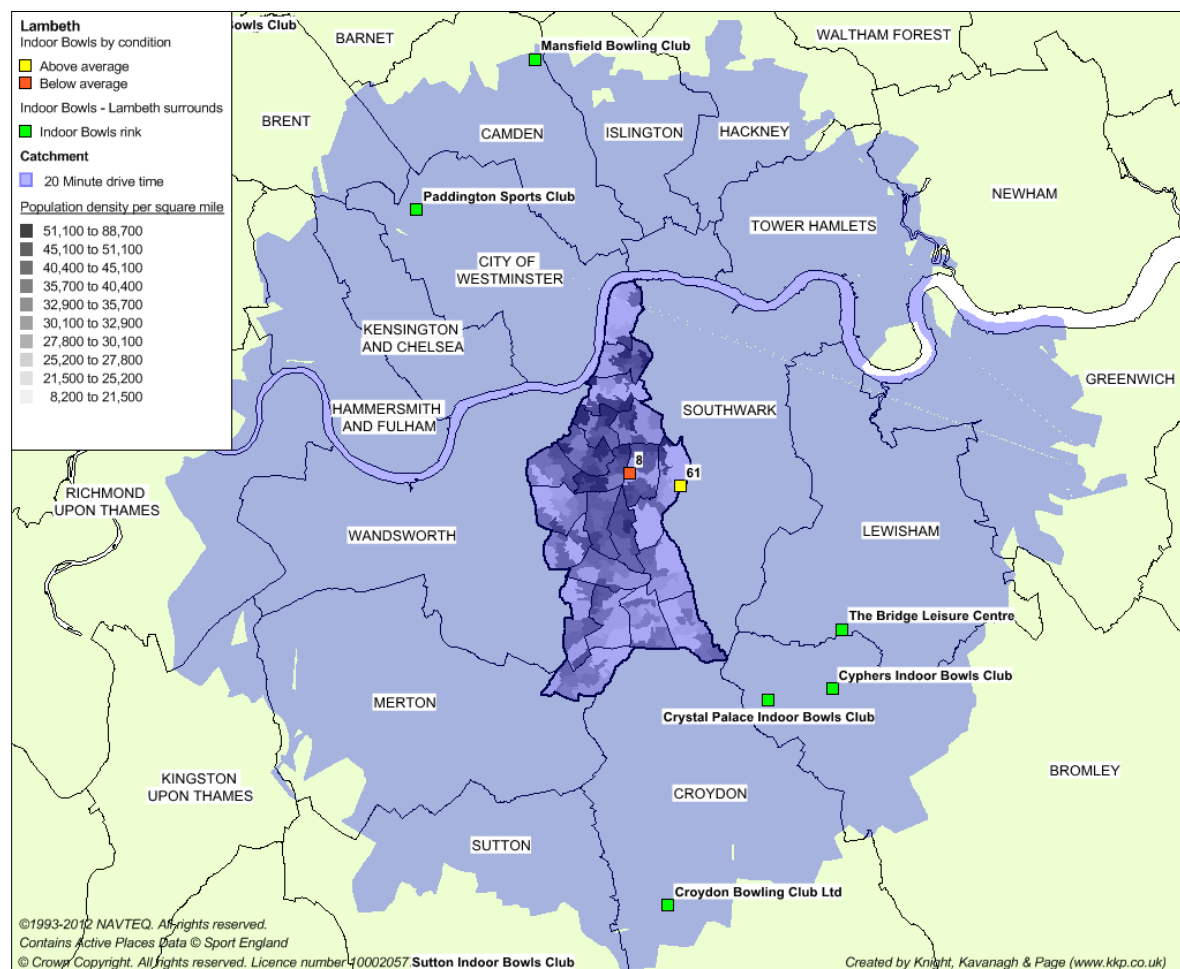 Lambeth
Indoor Bowls by condition
Above average
Below average
Indoor Bowls - Lambeth surrounds
Indoor Bowls rink
Catchment
20 Minute drive time
Population density per square mile
51,100 to 88,700
45,100 to 51,100
40,400 to 45,100
35,700 to 40,400
32,900 to 35,700
30,100 to 32,900
27,800 to 30,100
25,200 to 27,800
21,500 to 25,200
8,200 to 21,500
Bowls Club
BARNET
Mansfield Bowling Club
WALTHAM FOREST
BRENT
CAMDEN
ISLINGTON
HACKNEY
NEWHAM
Paddington Sports Club
TOWER HAMLETS
CITY OF
WESTMINSTER
KENSINGTON
AND CHELSEA
GREENWICH
HAMMERSMITH
AND FULHAM
SOUTHWARK
8
61
RICHMOND
UPON THAMES
WANDSWORTH
LEWISHAM
The Bridge Leisure Centre
Cyphers Indoor Bowls Club
MERTON
Crystal Palace Indoor Bowls Club
KINGSTON
UPON THAMES
BROMLEY
CROYDON
SUTTON
Croydon Bowling Club Ltd
©1993-2012 NAVTEQ. All rights reserved.
Contains Active Places Data © Sport England
© Crown Copyright. All rights reserved. Licence number 10002057
Sutton Indoor Bowls Club
Created by Knight, Kavanagh & Page (www.kkp.co.uk)